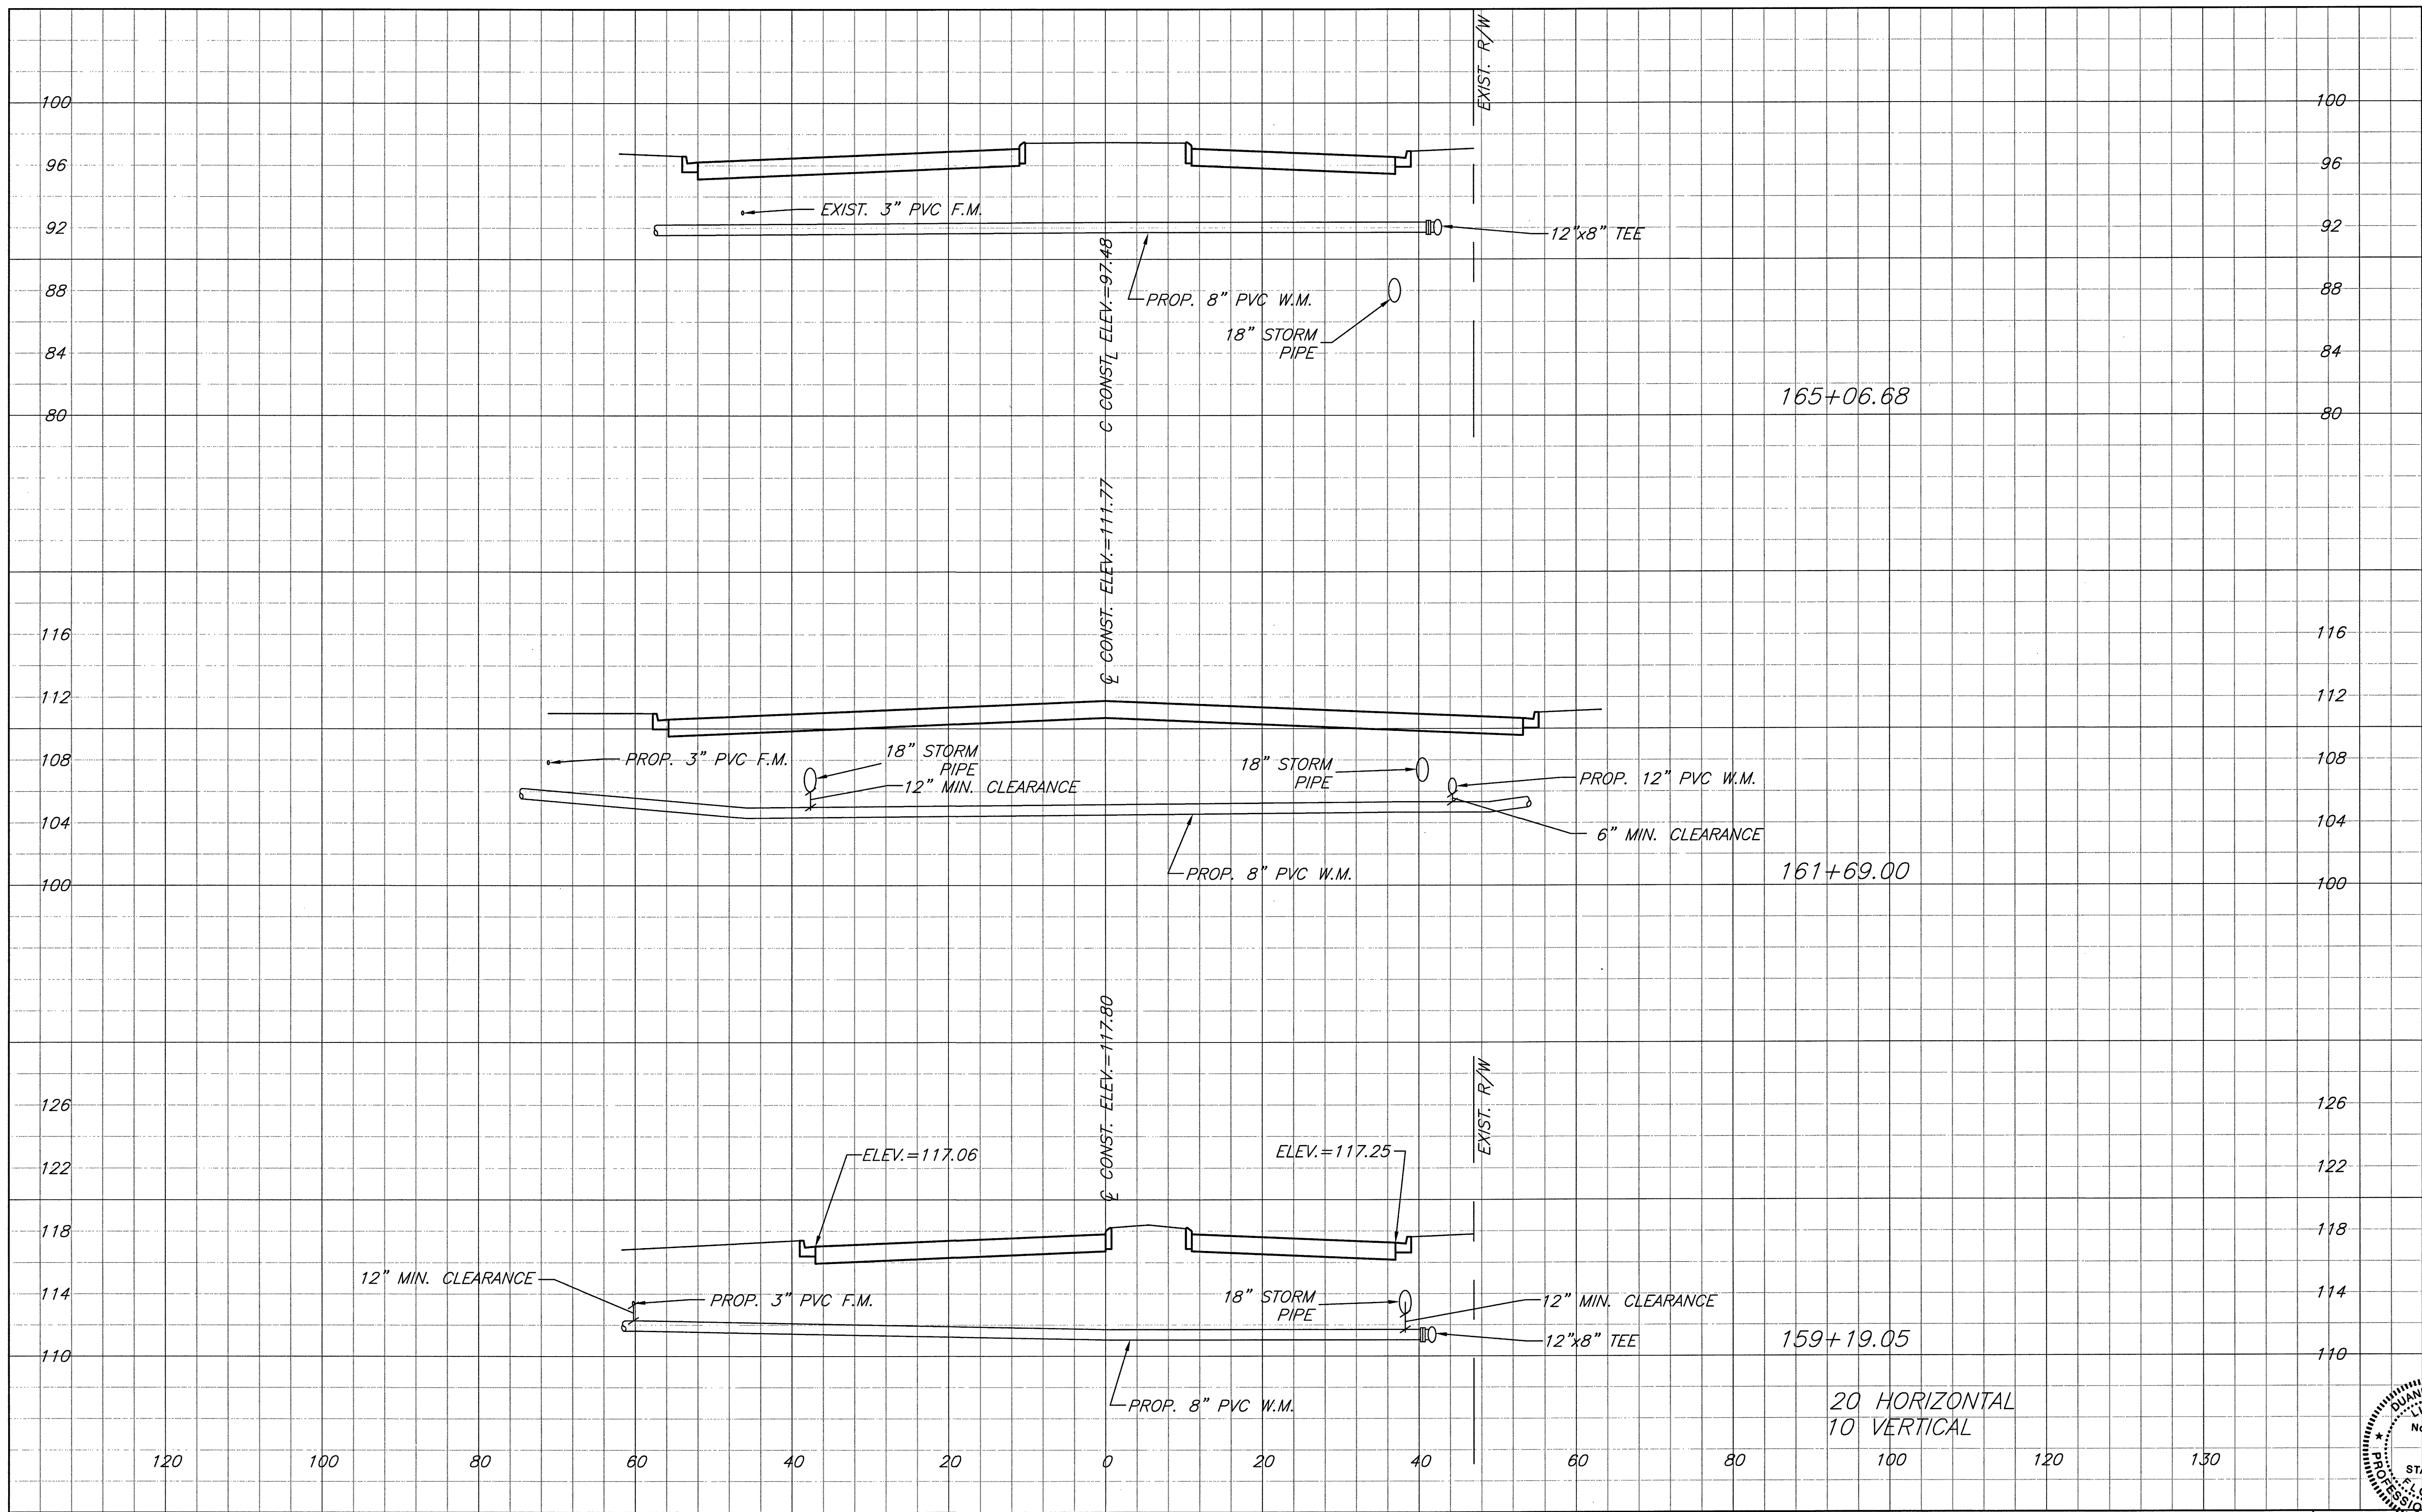 EXIST. R/W
100
100
96
96
EXIST. 3" PVC F.M.
92
92
12"x8" TEE
C CONST. ELEV.=97.48
L
88
88
PROP. 8" PVC W.M.
18" STORM
PIPE
84
84
165+06.68
80
80
℄ CONST. ELEV.=111.77
116
116
112
112
108
PROP. 3" PVC F.M.
18" STORM
PIPE
12" MIN. CLEARANCE
18" STORM
PIPE
PROP. 12" PVC W.M.
108
104
104
6" MIN. CLEARANCE
PROP. 8" PVC W.M.
161+69.00
100
100
℄ CONST. ELEV.=117.80
EXIST. R/W
126
126
ELEV.=117.06
ELEV.=117.25
122
122
118
118
12" MIN. CLEARANCE
114
PROP. 3" PVC F.M.
18" STORM
PIPE
12" MIN. CLEARANCE
114
12"x8" TEE
159+19.05
110
110
PROP. 8" PVC W.M.
20 HORIZONTAL
10 VERTICAL
120 100 80 60 40 20 0 40 60 80 100 120 130
20